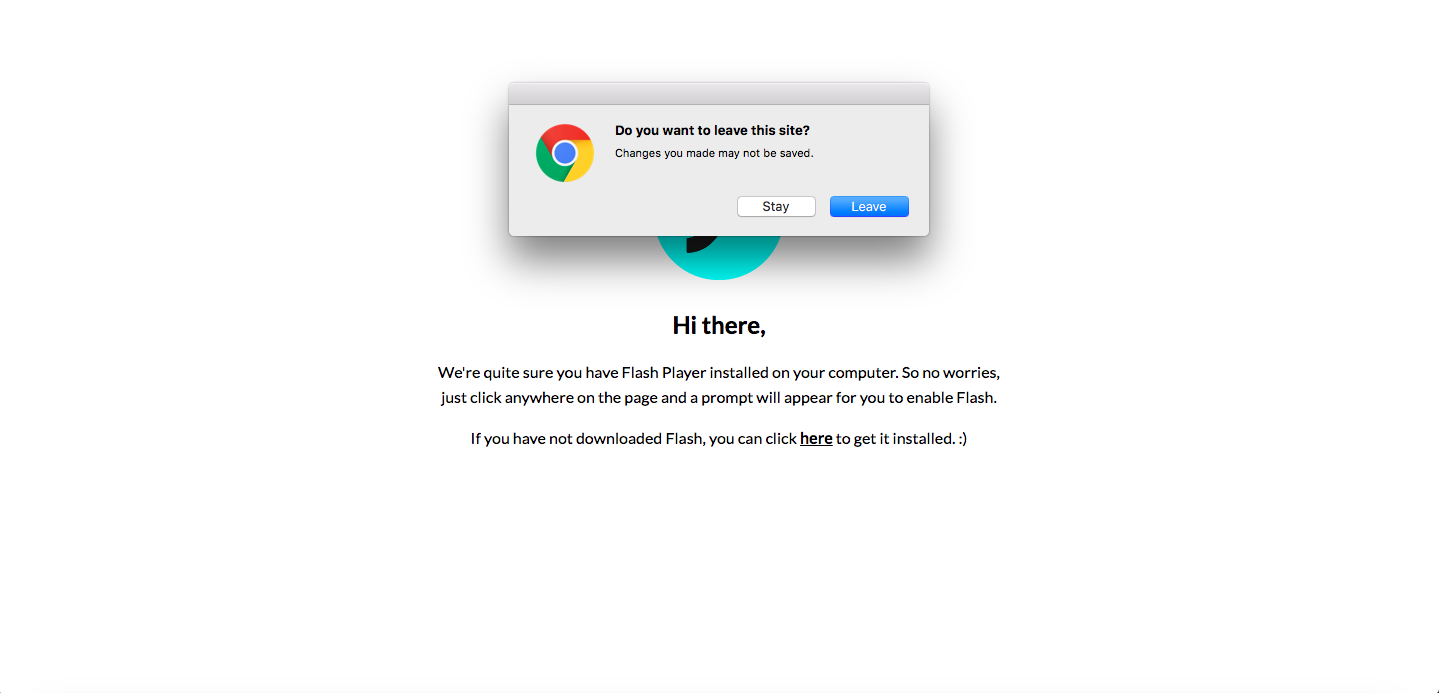 Do you want to leave this site?
Changes you made may not be saved.
Stay
Leave
Hi there,
We're quite sure you have Flash Player installed on your computer. So no worries,
just click anywhere on the page and a prompt will appear for you to enable Flash.
If you have not downloaded Flash, you can click here to get it installed. :)